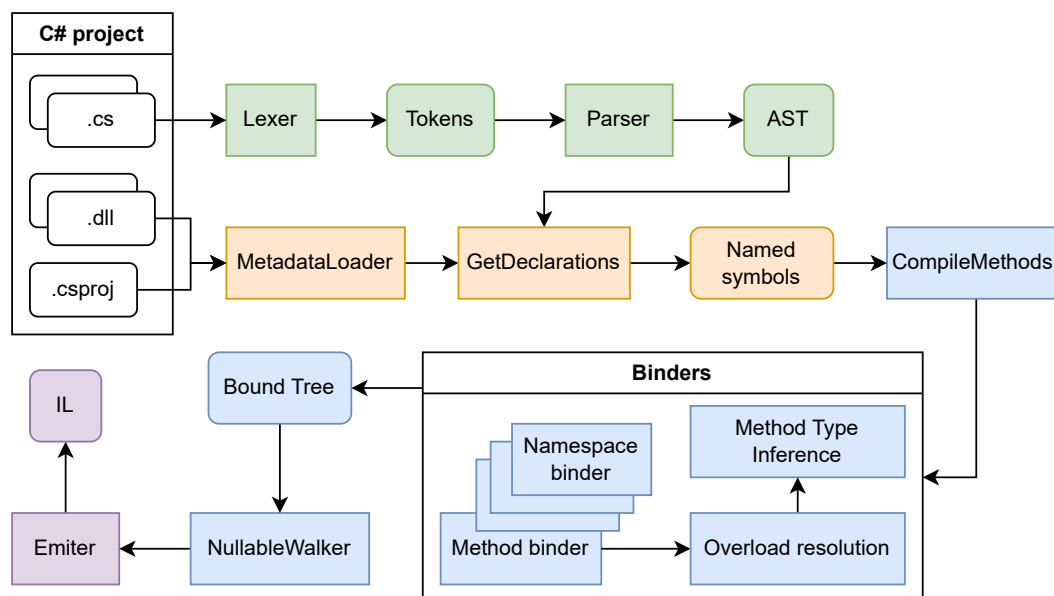 C# project
.cs
Lexer
Tokens
Parser
AST
.dll
.csproj
MetadataLoader
GetDeclarations
Named
symbols
CompileMethods
IL
Bound Tree
Binders
Namespace
binder
Method Type
Inference
Emiter
NullableWalker
Method binder
Overload resolution